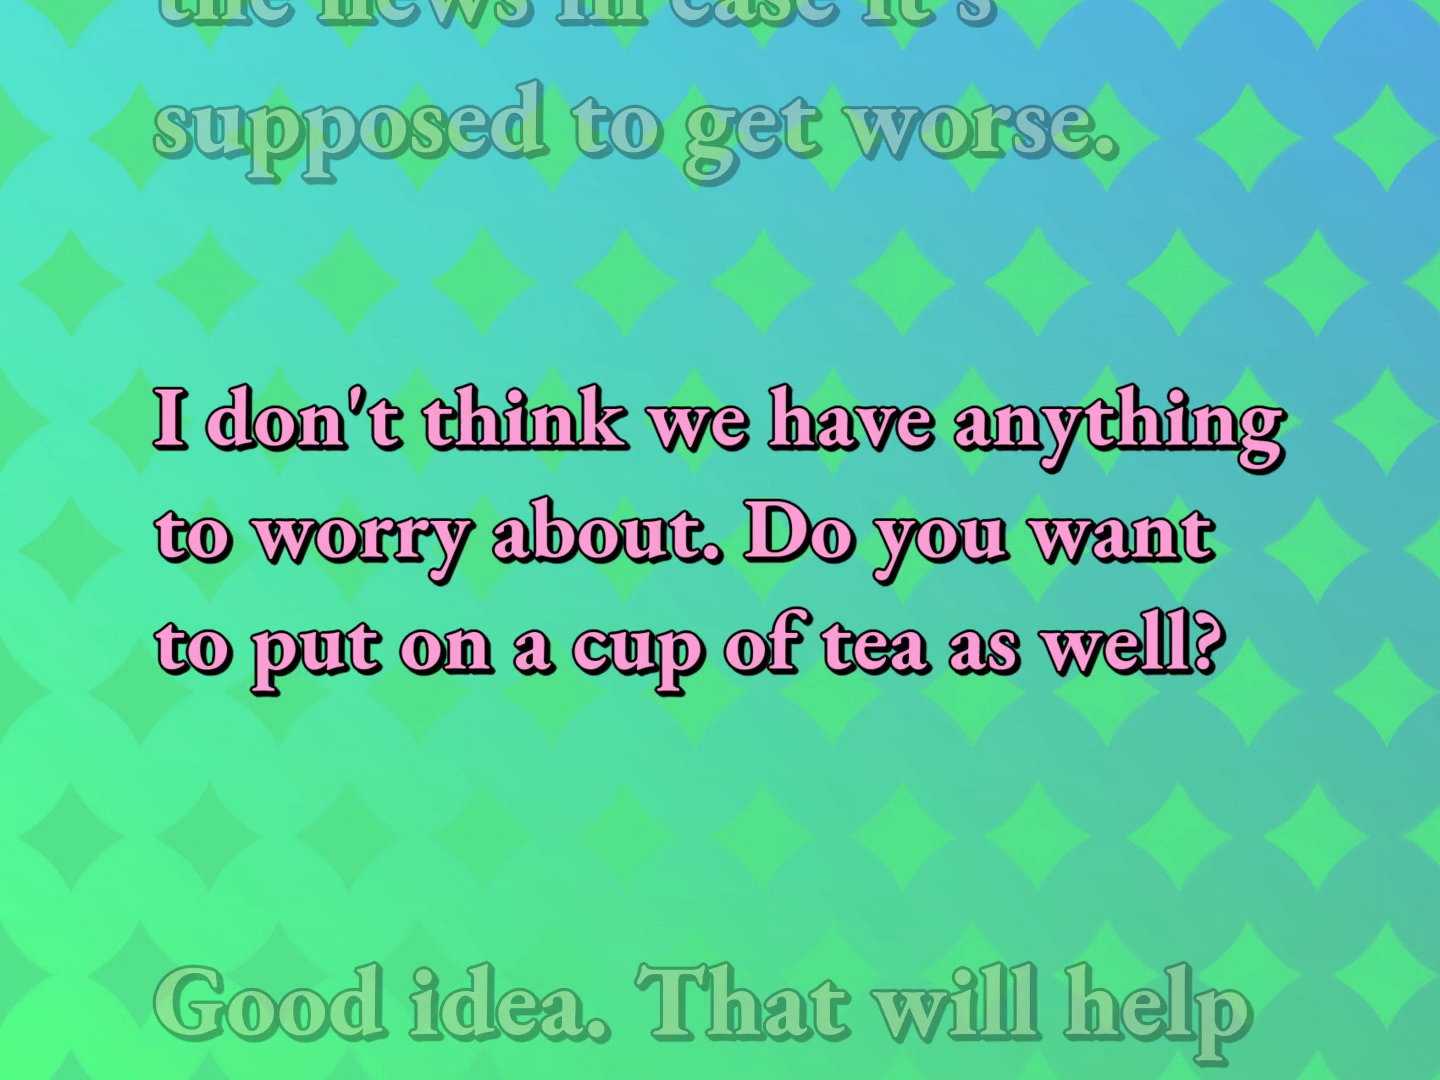 the news in case it's
supposed to get worse.
I don't think we have anything
to worry about. Do you want
to put on a cup of tea as well?
Good idea. That will help